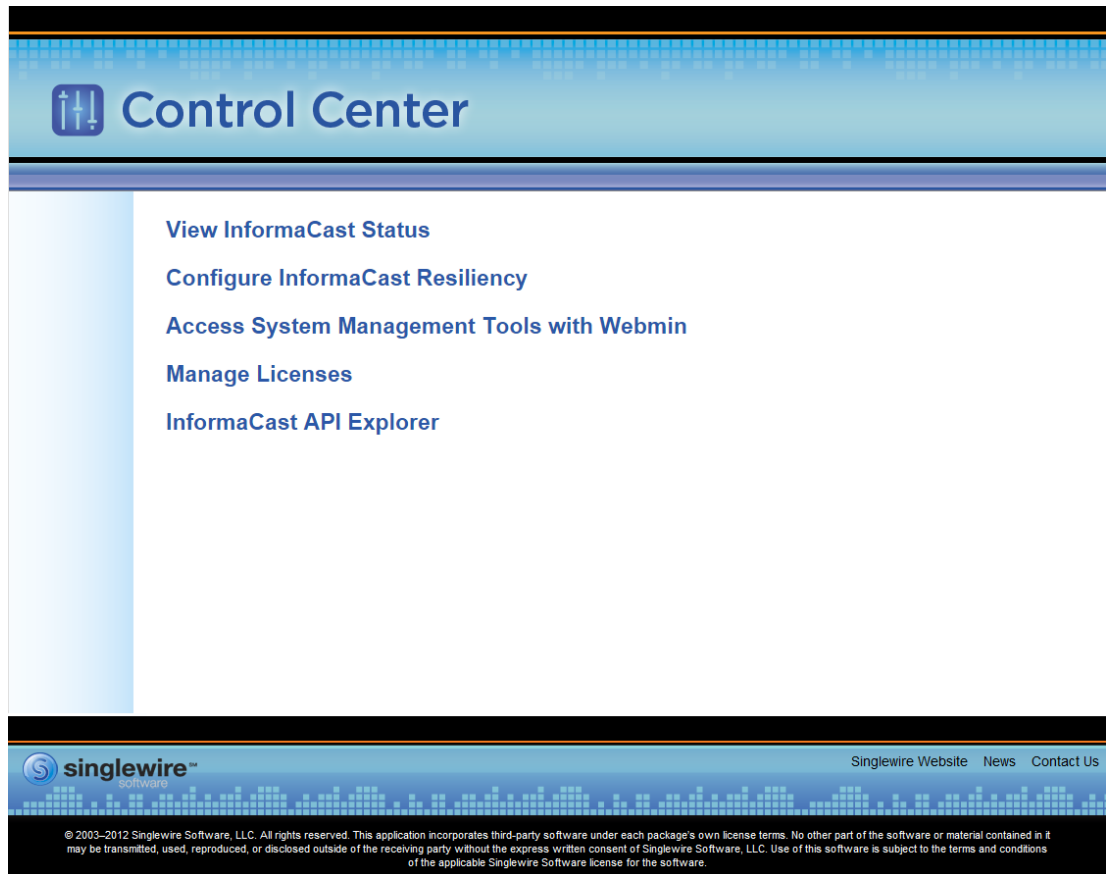 Control Center
View InformaCast Status
Configure InformaCast Resiliency
Access System Management Tools with Webmin
Manage Licenses
InformaCast API Explorer
S singlewire℠
software
Singlewire Website News Contact Us
© 2003–2012 Singlewire Software, LLC. All rights reserved. This application incorporates third-party software under each package's own license terms. No other part of the software or material contained in it
may be transmitted, used, reproduced, or disclosed outside of the receiving party without the express written consent of Singlewire Software, LLC. Use of this software is subject to the terms and conditions
of the applicable Singlewire Software license for the software.